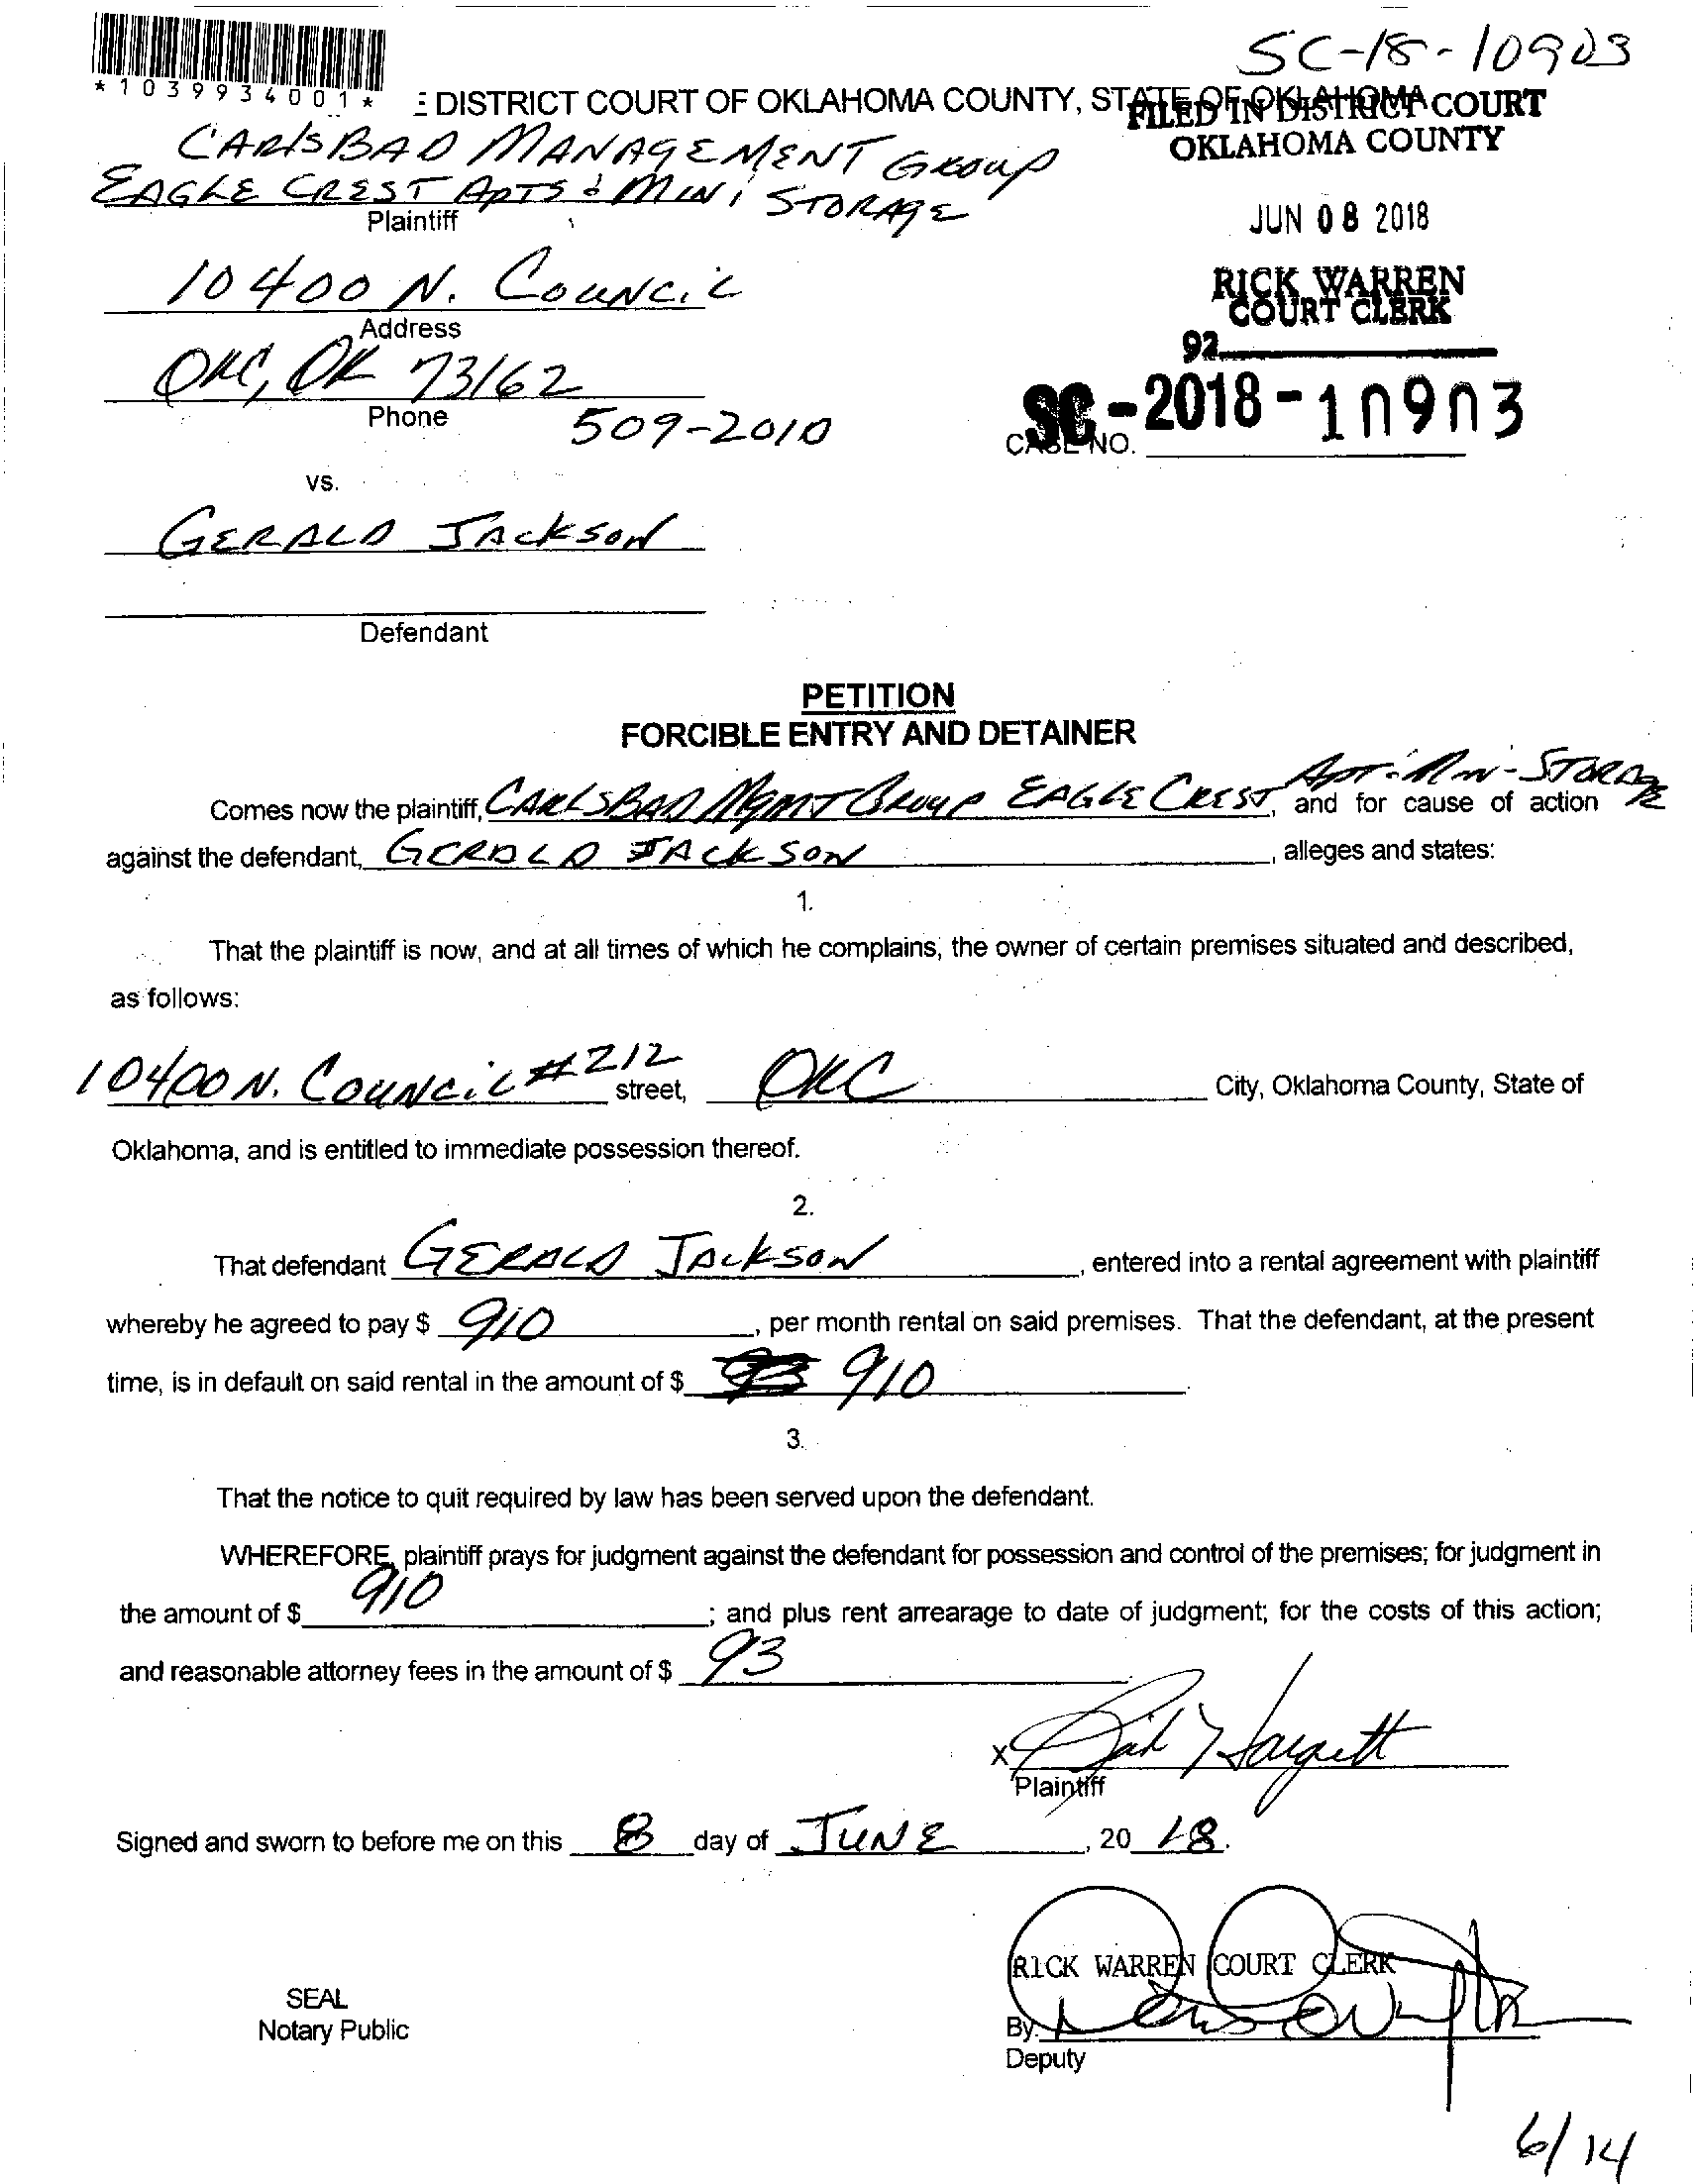 SC-18-10903
*1039934001*
DISTRICT COURT OF OKLAHOMA COUNTY, STATE OF OKLAHOMA
FILED IN DISTRICT COURT
OKLAHOMA COUNTY
CARLSBAD MANAGEMENT GROUP
EAGLE CREST APTS & MINI STORAGE
Plaintiff
JUN 08 2018
10400 N. COUNCIL
Address
RICK WARREN
COURT CLERK
92
OKC, OK 73162
Phone
509-2010
SC-2018-10903
CASE NO.
vs.
GERALD JACKSON
Defendant
PETITION
FORCIBLE ENTRY AND DETAINER
Comes now the plaintiff, CARLSBAD MGMT GROUP EAGLE CREST, APT-MINI-STORAGE and for cause of action
against the defendant, GERALD JACKSON, alleges and states:
1.
That the plaintiff is now, and at all times of which he complains, the owner of certain premises situated and described,
as follows:
10400 N. COUNCIL #212 street, OKC City, Oklahoma County, State of
Oklahoma, and is entitled to immediate possession thereof.
2.
That defendant GERALD JACKSON, entered into a rental agreement with plaintiff
whereby he agreed to pay $ 910, per month rental on said premises. That the defendant, at the present
time, is in default on said rental in the amount of $ 910.
3.
That the notice to quit required by law has been served upon the defendant.
WHEREFORE, plaintiff prays for judgment against the defendant for possession and control of the premises; for judgment in
the amount of $ 910; and plus rent arrearage to date of judgment; for the costs of this action;
and reasonable attorney fees in the amount of $ 93.
X Hargett
Plaintiff
Signed and sworn to before me on this 8 day of JUNE, 20 18.
RICK WARREN COURT CLERK
SEAL
Notary Public
By:
Deputy
6/14